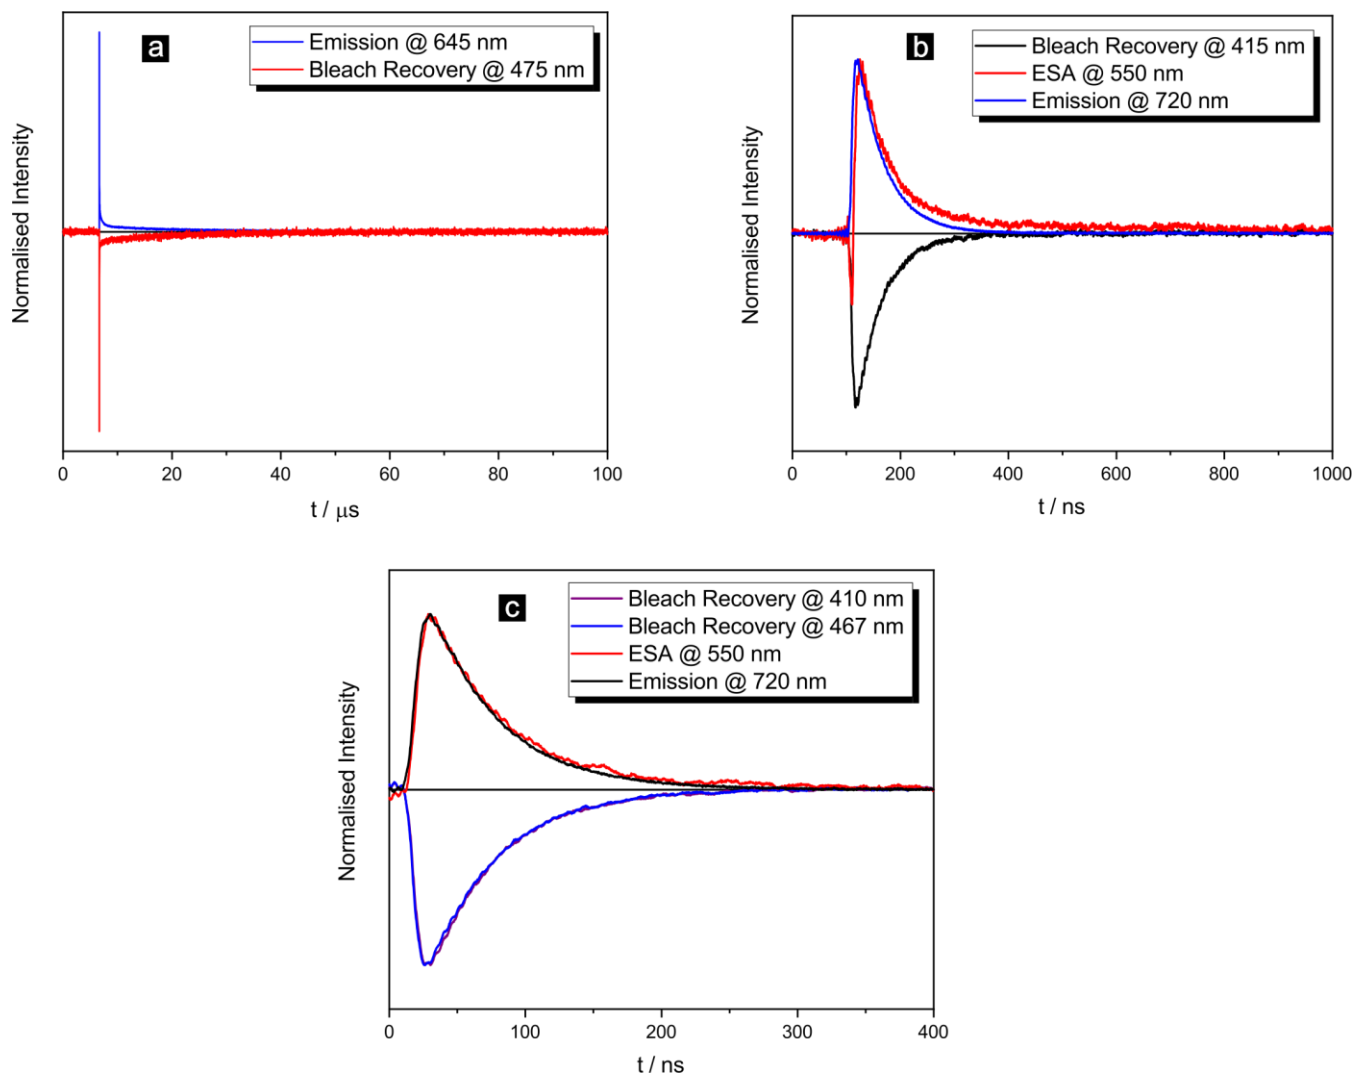 a
Emission @ 645 nm
Bleach Recovery @ 475 nm
Normalised Intensity
0
20
40
60
80
100
t / μs
b
Bleach Recovery @ 415 nm
ESA @ 550 nm
Emission @ 720 nm
Normalised Intensity
0
200
400
600
800
1000
t / ns
c
Bleach Recovery @ 410 nm
Bleach Recovery @ 467 nm
ESA @ 550 nm
Emission @ 720 nm
Normalised Intensity
0
100
200
300
400
t / ns